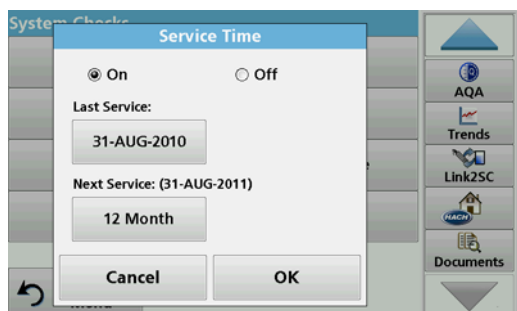 System Checks
Service Time
On
Off
Last Service:
31-AUG-2010
Next Service: (31-AUG-2011)
12 Month
Cancel
OK
AQA
Trends
Link2SC
HACH
Documents